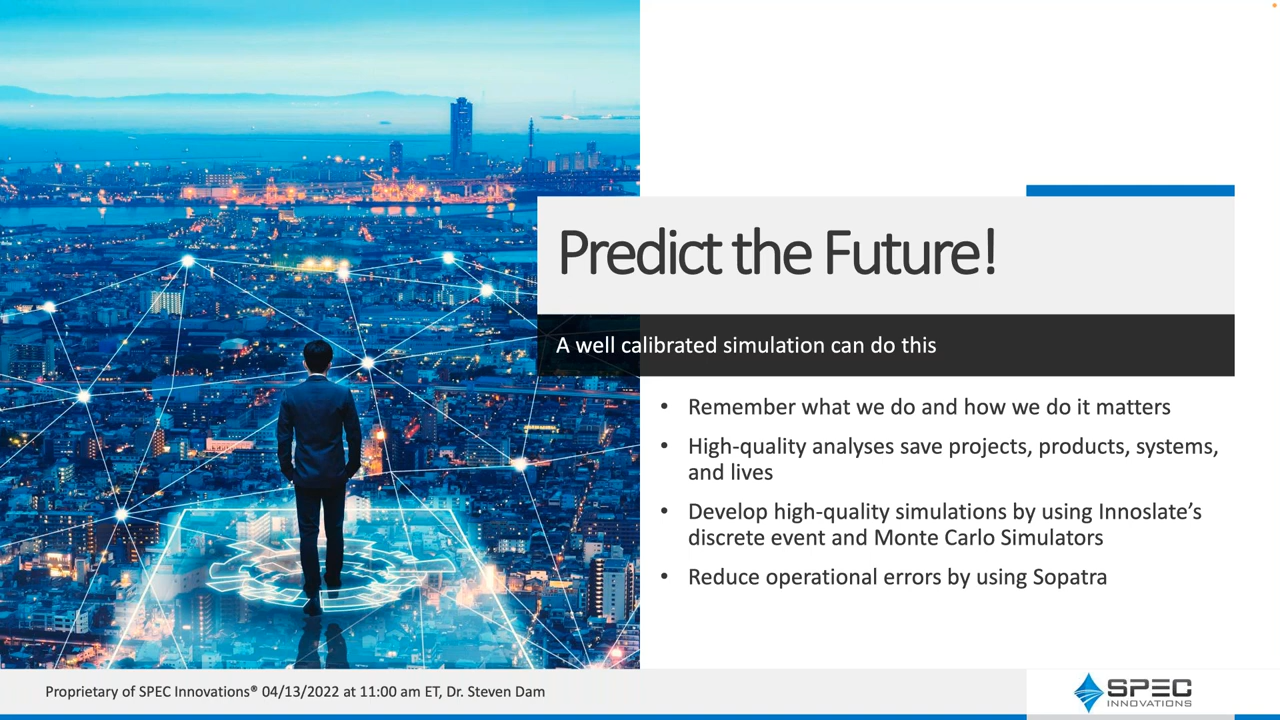 Predict the Future!
A well calibrated simulation can do this
• Remember what we do and how we do it matters
• High-quality analyses save projects, products, systems,
and lives
• Develop high-quality simulations by using Innoslate’s
discrete event and Monte Carlo Simulators
• Reduce operational errors by using Sopatra
Proprietary of SPEC Innovations® 04/13/2022 at 11:00 am ET, Dr. Steven Dam
SPEC
INNOVATIONS